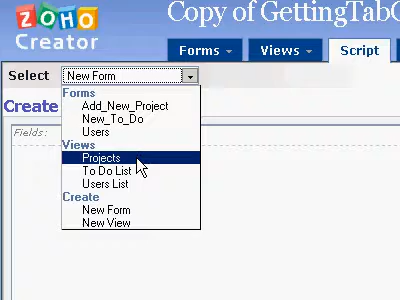 ZOHO
Creator
Copy of GettingTab
Forms
Views
Script
Select
New Form
Forms
Add_New_Project
New_To_Do
Users
Views
Projects
To Do List
Users List
Create
New Form
New View
Create
Fields: